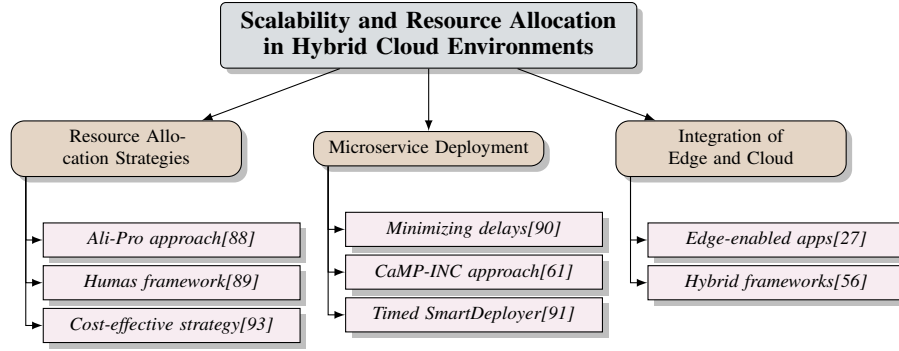 Scalability and Resource Allocation
in Hybrid Cloud Environments
Resource Allo-
cation Strategies
Ali-Pro approach[88]
Humas framework[89]
Cost-effective strategy[93]
Microservice Deployment
Minimizing delays[90]
CaMP-INC approach[61]
Timed SmartDeployer[91]
Integration of
Edge and Cloud
Edge-enabled apps[27]
Hybrid frameworks[56]